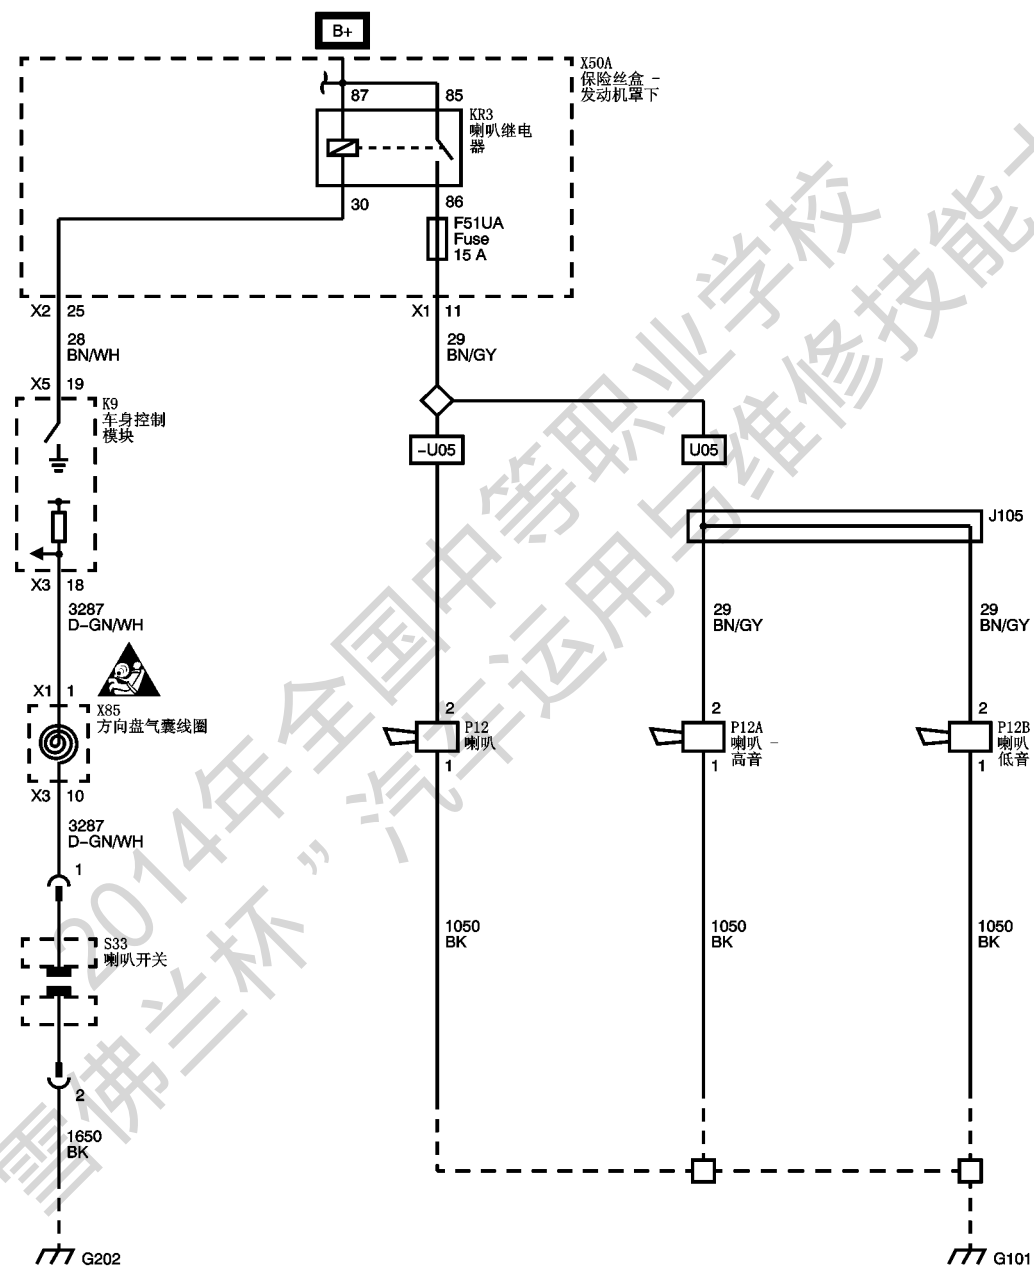 B+
X50A
保险丝盒 -
发动机罩下
87
85
KR3
喇叭继电
器
30
86
F51UA
Fuse
15 A
X2 25
X1 11
28
BN/WH
29
BN/GY
X5 19
K9
车身控制
模块
-U05
U05
J105
X3 18
3287
D-GN/WH
29
BN/GY
29
BN/GY
X1 1
X85
方向盘气囊线圈
2
P12
喇叭
1
2
P12A
喇叭 -
高音
1
2
P12B
喇叭
低音
1
X3 10
3287
D-GN/WH
1
S33
喇叭开关
1050
BK
1050
BK
1050
BK
2
1650
BK
G202
G101
2014年全国中等职业学校
雪佛兰杯 ” 汽车运用与维修技能大